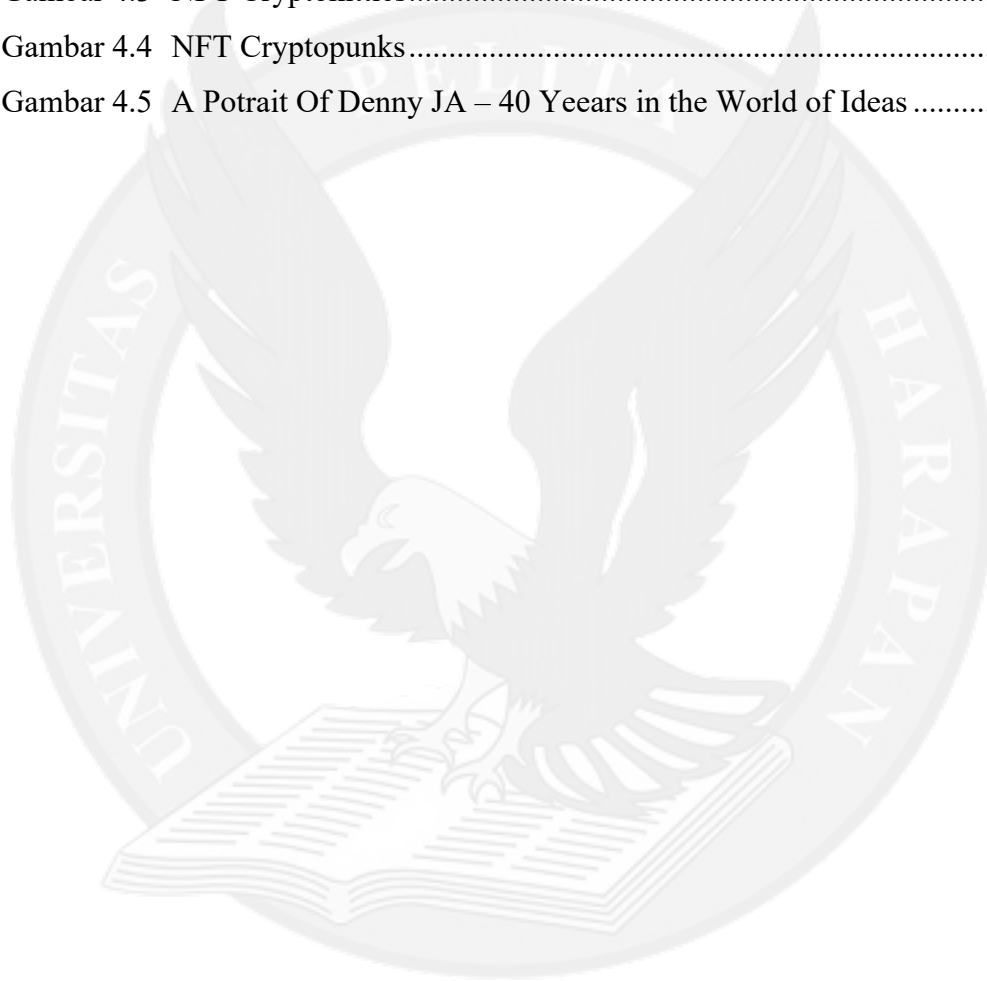 Gambar 4.4 NFT Cryptopunks
Gambar 4.5 A Potrait Of Denny JA – 40 Yeears in the World of Ideas
UNIVERSITAS PELITA HARAPAN